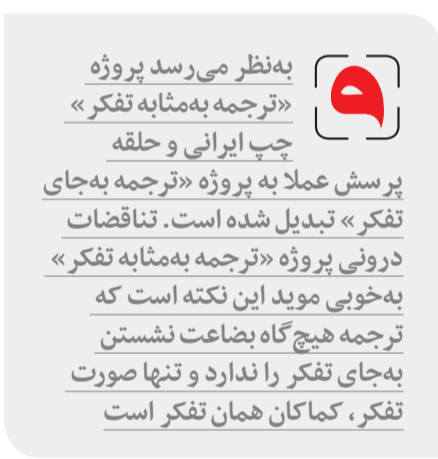 به‌نظر می‌رسد پروژه
«ترجمه به‌مثابه تفکر»
چپ ایرانی و حلقه
پرسش عملا به پروژه «ترجمه به‌جای
تفکر» تبدیل شده است. تناقضات
درونی پروژه «ترجمه به‌مثابه تفکر»
به‌خوبی موید این نکته است که
ترجمه هیچ‌گاه بضاعت نشستن
به‌جای تفکر را ندارد و تنها صورت
تفکر، کماکان همان تفکر است